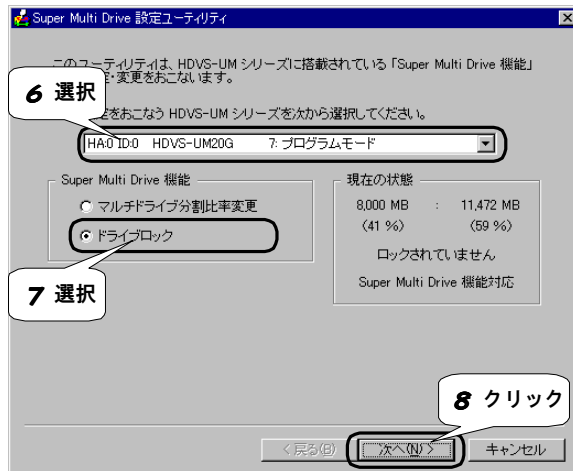 Super Multi Drive 設定ユーティリティ
このユーティリティは、HDVS-UM シリーズに搭載されている「Super Multi Drive 機能」
定・変更をおこないます。
6 選択
定をおこなう HDVS-UM シリーズを次から選択してください。
HA:0 ID:0 HDVS-UM20G 7: プログラムモード
Super Multi Drive 機能
マルチドライブ分割比率変更
ドライブロック
7 選択
現在の状態
8,000 MB : 11,472 MB
(41 %) (59 %)
ロックされていません
Super Multi Drive 機能対応
8 クリック
< 戻る(B)
次へ(N) >
キャンセル